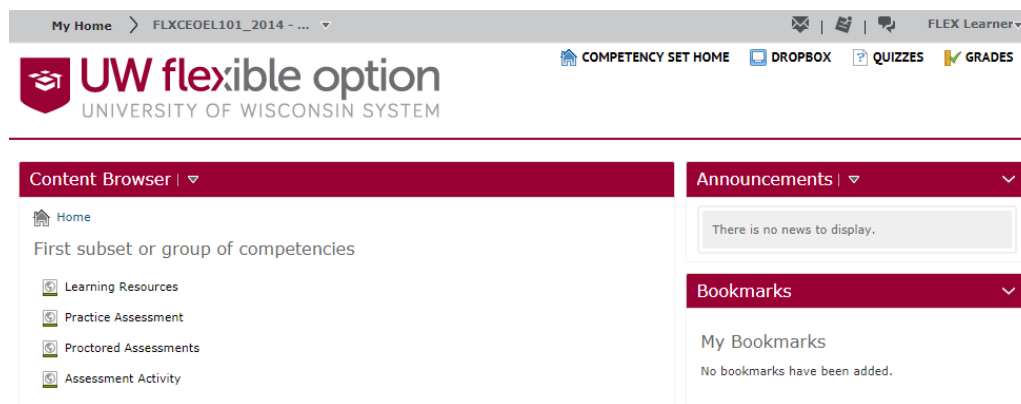 My Home
FLXCEOEL101_2014 - ...
FLEX Learner
UW flexible option
UNIVERSITY OF WISCONSIN SYSTEM
COMPETENCY SET HOME
DROPBOX
QUIZZES
GRADES
Content Browser
Home
First subset or group of competencies
Learning Resources
Practice Assessment
Proctored Assessments
Assessment Activity
Announcements
There is no news to display.
Bookmarks
My Bookmarks
No bookmarks have been added.